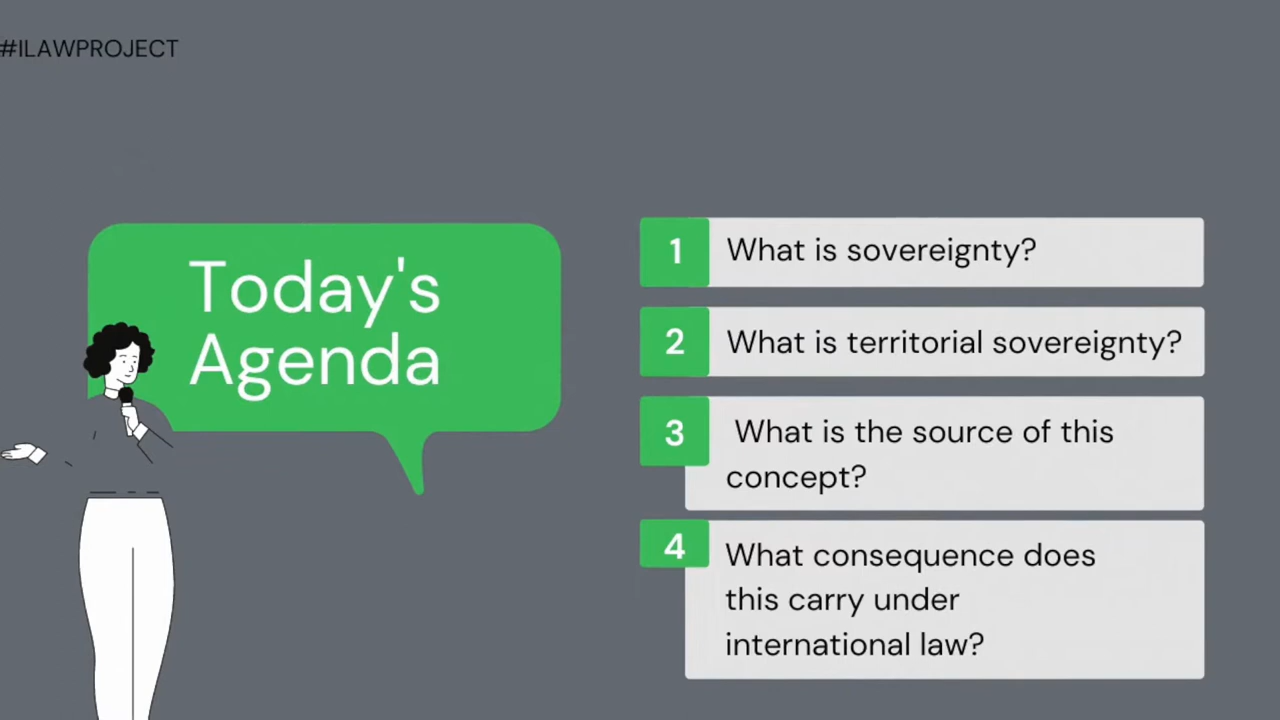 #ILAWPROJECT
Today's
Agenda
1 What is sovereignty?
2 What is territorial sovereignty?
3 What is the source of this
concept?
4 What consequence does
this carry under
international law?